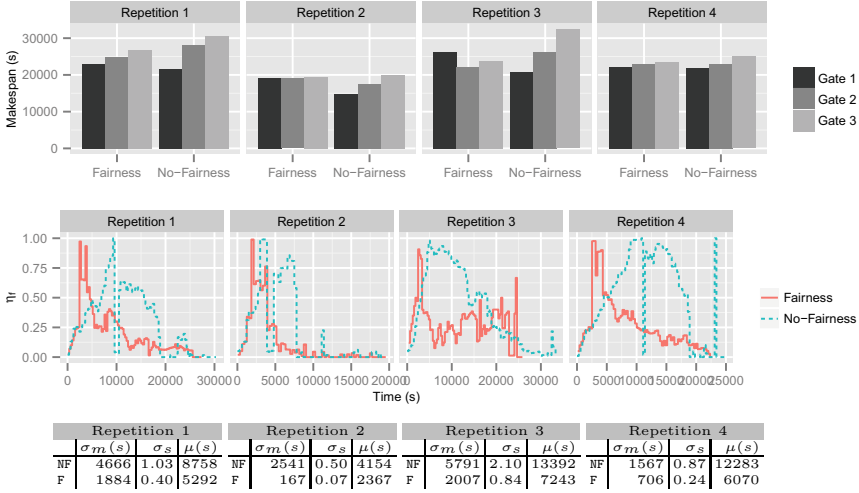 Repetition 1 Repetition 2 Repetition 3 Repetition 4
Makespan (s)
30000
20000
10000
0
Fairness No-Fairness Fairness No-Fairness Fairness No-Fairness Fairness No-Fairness
Gate 1
Gate 2
Gate 3
Repetition 1 Repetition 2 Repetition 3 Repetition 4
ηf
1.00
0.75
0.50
0.25
0.00
0 10000 20000 30000 0 5000 10000 15000 20000 0 10000 20000 30000 0 5000 10000 15000 20000 25000
Time (s)
Fairness
No-Fairness
Repetition 1 Repetition 2 Repetition 3 Repetition 4
σm(s) σs μ(s) σm(s) σs μ(s) σm(s) σs μ(s) σm(s) σs μ(s)
NF 4666 1.03 8758 NF 2541 0.50 4154 NF 5791 2.10 13392 NF 1567 0.87 12283
F 1884 0.40 5292 F 167 0.07 2367 F 2007 0.84 7243 F 706 0.24 6070